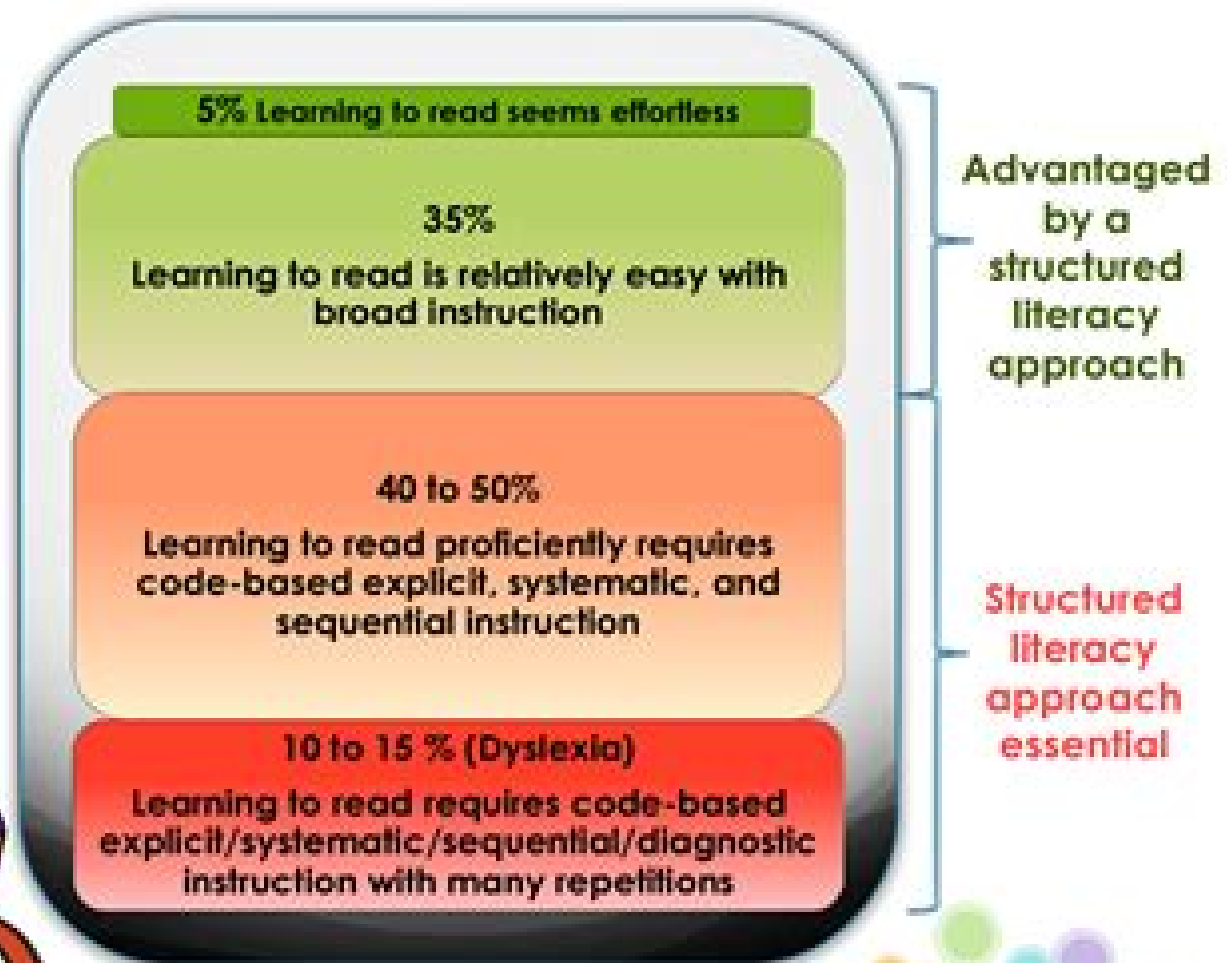 5% Learning to read seems effortless
35%
Learning to read is relatively easy with
broad instruction
Advantaged
by a
structured
literacy
approach
40 to 50%
Learning to read proficiently requires
code-based explicit, systematic, and
sequential instruction
10 to 15 % (Dyslexia)
Learning to read requires code-based
explicit/systematic/sequential/diagnostic
instruction with many repetitions
Structured
literacy
approach
essential